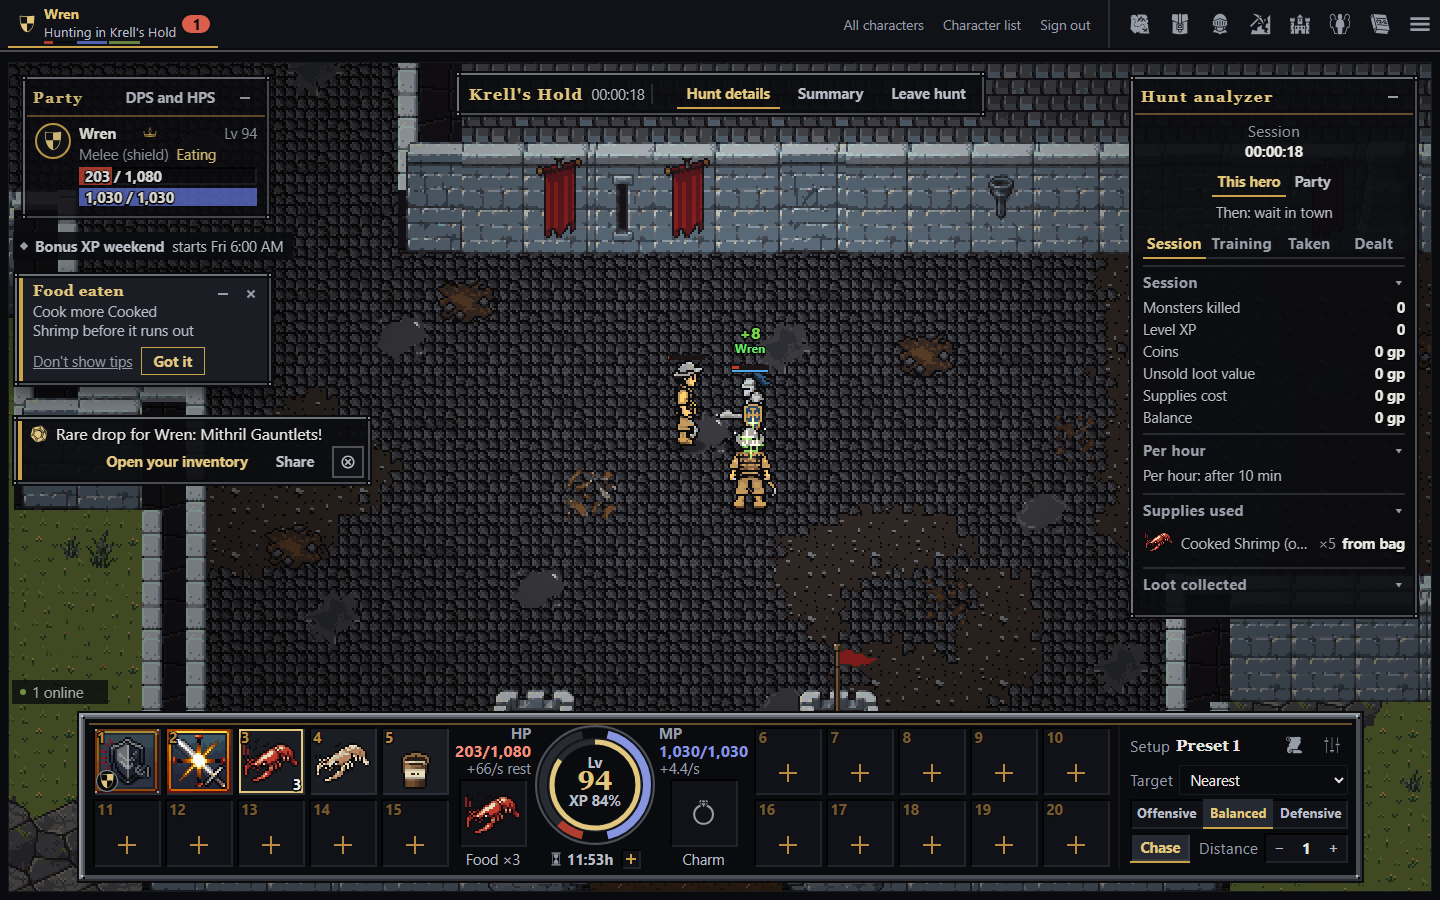 Wren
Hunting in Krell's Hold
1
All characters
Character list
Sign out
Party
DPS and HPS
Wren
Lv 94
Melee (shield) Eating
203 / 1,080
1,030 / 1,030
Bonus XP weekend starts Fri 6:00 AM
Food eaten
Cook more Cooked
Shrimp before it runs out
Don't show tips
Got it
Rare drop for Wren: Mithril Gauntlets!
Open your inventory
Share
1 online
Krell's Hold 00:00:18
Hunt details
Summary
Leave hunt
+8
Wren
Hunt analyzer
Session
00:00:18
This hero Party
Then: wait in town
Session Training Taken Dealt
Session
Monsters killed 0
Level XP 0
Coins 0 gp
Unsold loot value 0 gp
Supplies cost 0 gp
Balance 0 gp
Per hour
Per hour: after 10 min
Supplies used
Cooked Shrimp (o... ×5 from bag
Loot collected
1 2 3 4 5
3
11 12 13 14 15
HP
203/1,080
+66/s rest
Food ×3
Lv
94
XP 84%
11:53h +
MP
1,030/1,030
+4.4/s
Charm
6 7 8 9 10
16 17 18 19 20
Setup Preset 1
Target Nearest
Offensive Balanced Defensive
Chase Distance − 1 +